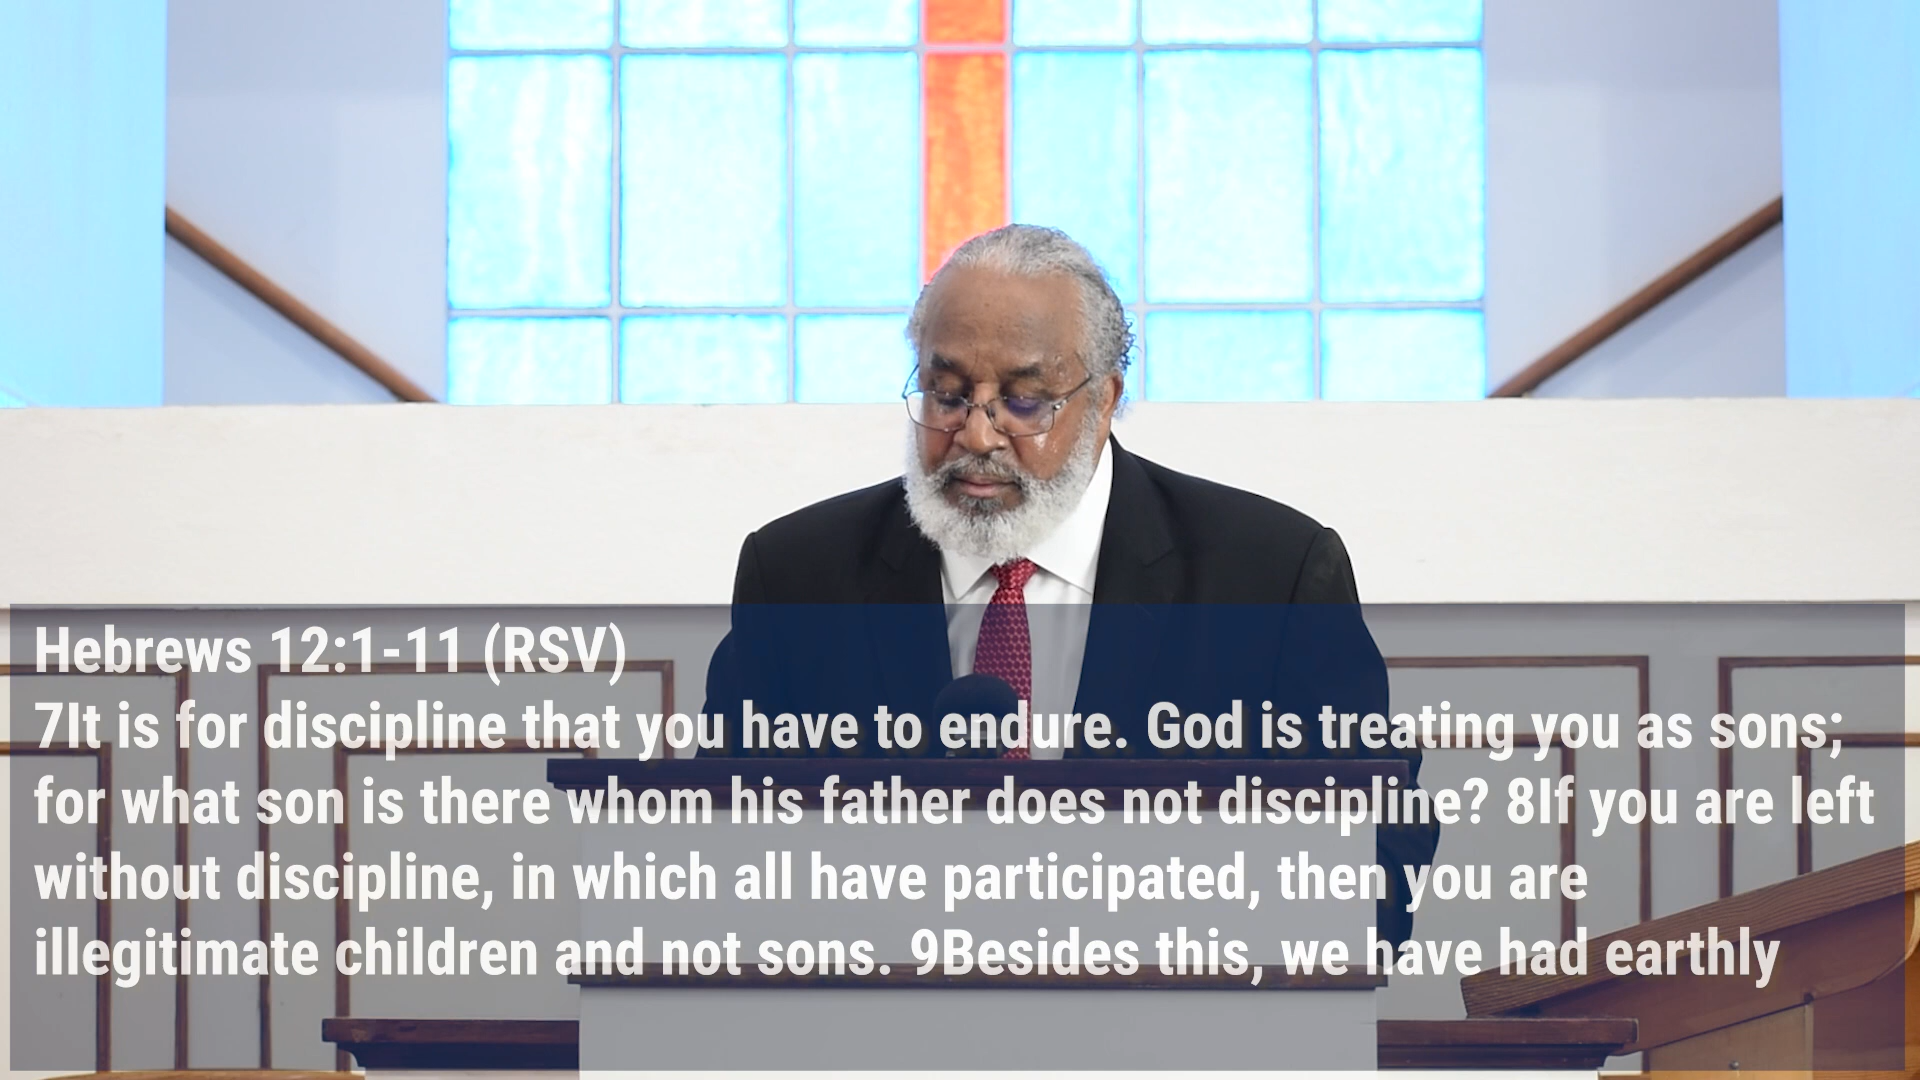 Hebrews 12:1-11 (RSV)
7It is for discipline that you have to endure. God is treating you as sons;
for what son is there whom his father does not discipline? 8If you are left
without discipline, in which all have participated, then you are
illegitimate children and not sons. 9Besides this, we have had earthly